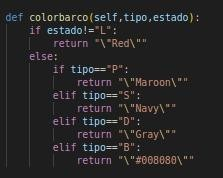 def colorbarco(self,tipo,estado):
    if estado!="L":
        return "\"Red\""
    else:
        if tipo=="P":
            return "\"Maroon\""
        elif tipo=="S":
            return "\"Navy\""
        elif tipo=="D":
            return "\"Gray\""
        elif tipo=="B":
            return "\"#008080\""